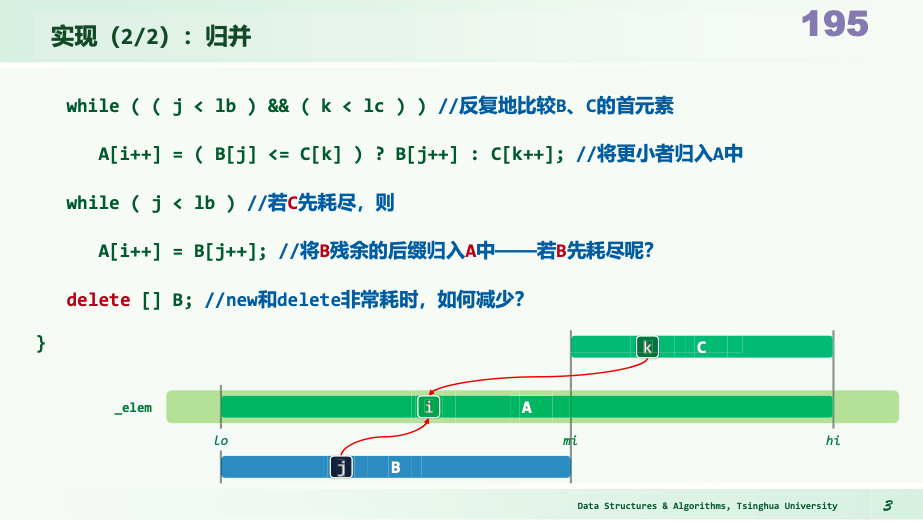 实现（2/2）：归并
195
while ( ( j < lb ) && ( k < lc ) ) //反复地比较B、C的首元素
A[i++] = ( B[j] <= C[k] ) ? B[j++] : C[k++]; //将更小者归入A中
while ( j < lb ) //若C先耗尽，则
A[i++] = B[j++]; //将B残余的后缀归入A中——若B先耗尽呢？
delete [] B; //new和delete非常耗时，如何减少？
}
k C
_elem i A
lo mi hi
j B
Data Structures & Algorithms, Tsinghua University 3